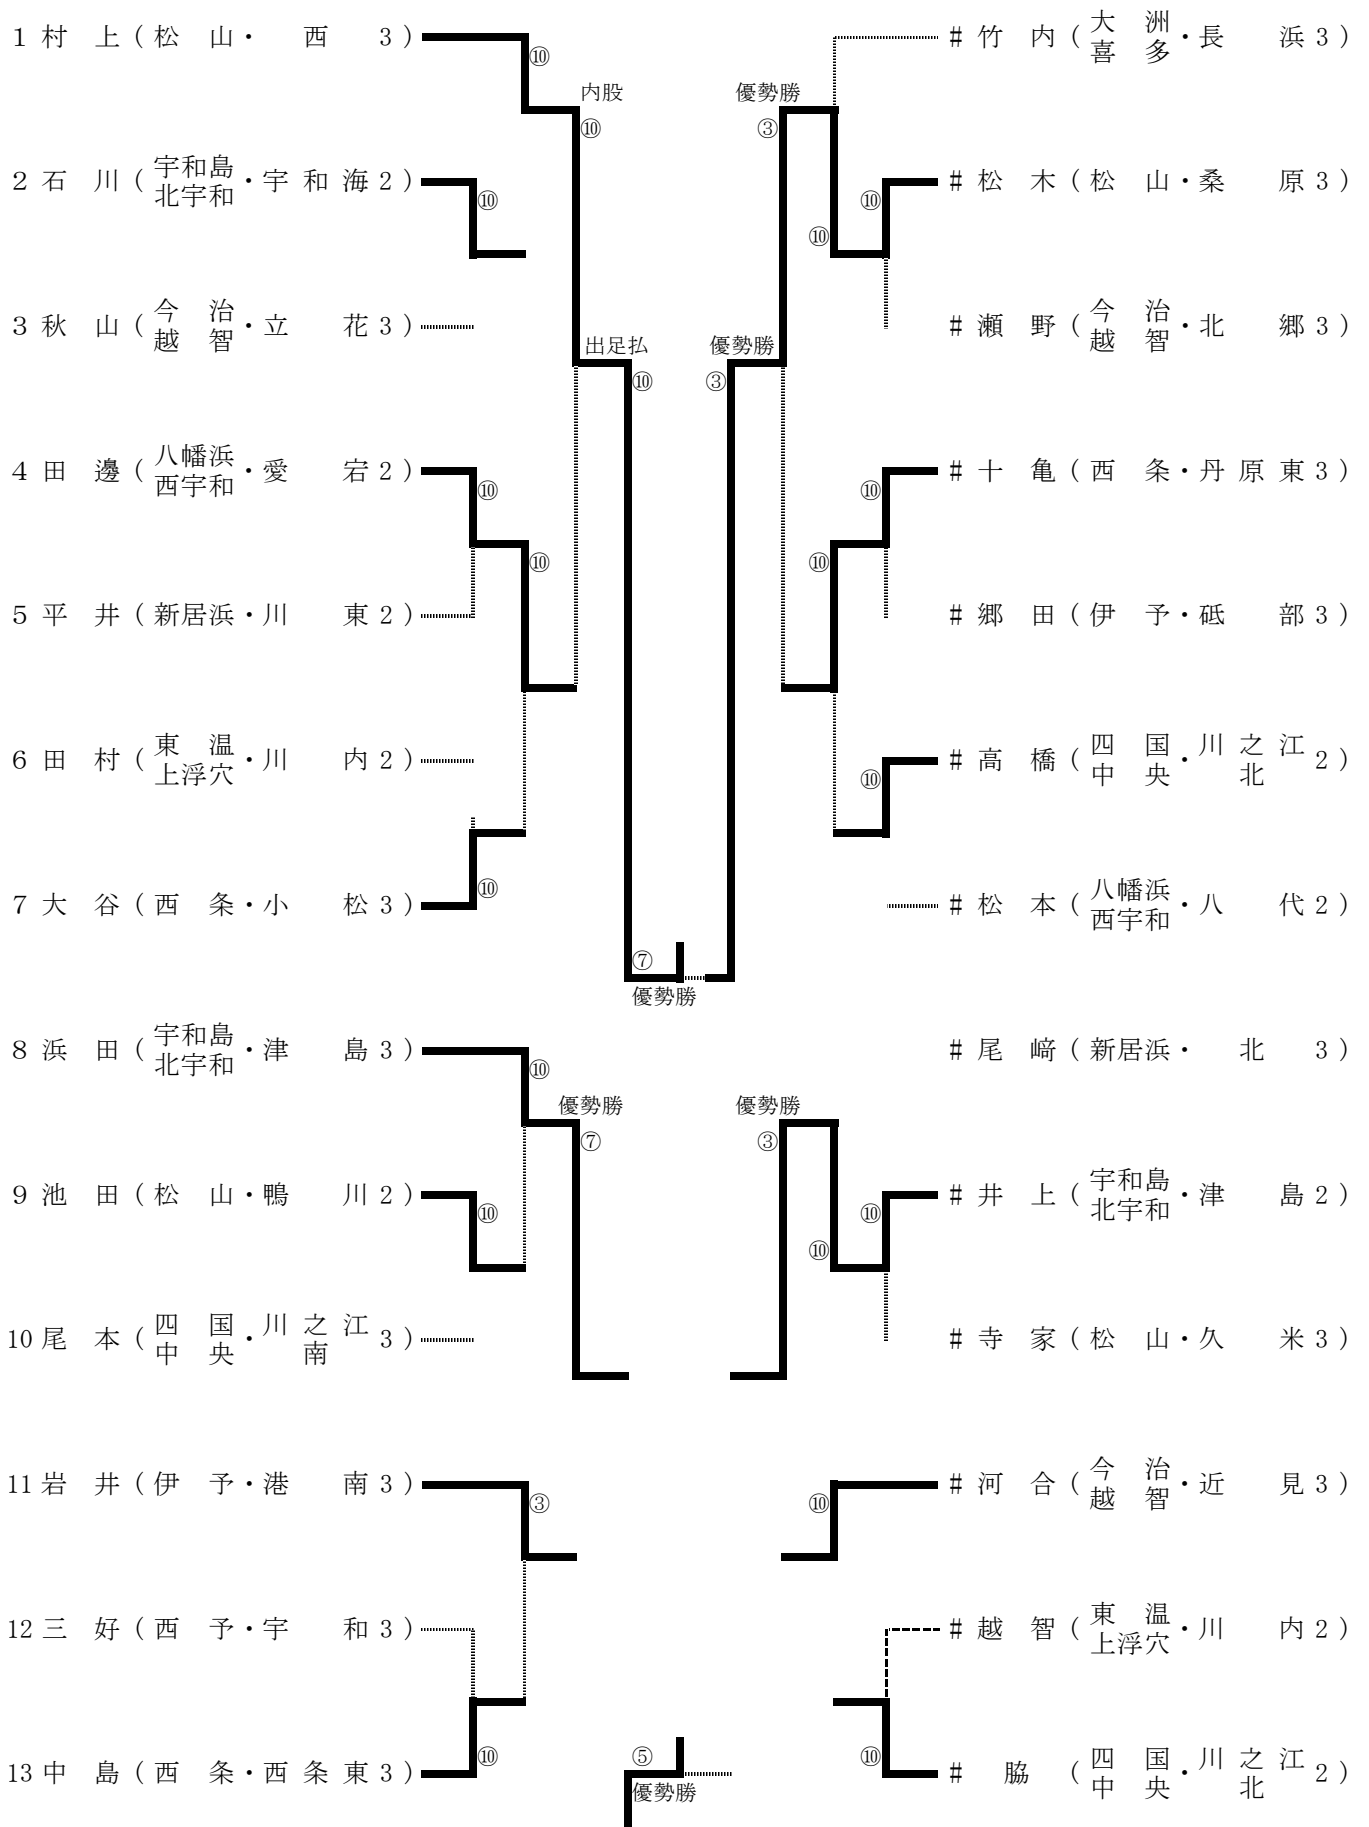 1 村 上 ( 松 山 ・ 西 3 )
⑩
内股
⑩
2 石 川 ( 宇和島 北宇和 ・ 宇 和 海 2 )
⑩
3 秋 山 ( 今 治 越 智 ・ 立 花 3 )
出足払
⑩
4 田 邊 ( 八幡浜 西宇和 ・ 愛 宕 2 )
⑩
⑩
5 平 井 ( 新居浜 ・ 川 東 2 )
6 田 村 ( 東 温 上浮穴 ・ 川 内 2 )
7 大 谷 ( 西 条 ・ 小 松 3 )
⑩
⑦
優勢勝
8 浜 田 ( 宇和島 北宇和 ・ 津 島 3 )
⑩
優勢勝
⑦
9 池 田 ( 松 山 ・ 鴨 川 2 )
⑩
10 尾 本 ( 四 国 中 央 ・ 川 之 江 南 3 )
11 岩 井 ( 伊 予 ・ 港 南 3 )
③
12 三 好 ( 西 予 ・ 宇 和 3 )
13 中 島 ( 西 条 ・ 西 条 東 3 )
⑩
⑤
優勢勝
# 竹 内 ( 大 洲 喜 多 ・ 長 浜 3 )
優勢勝
③
# 松 木 ( 松 山 ・ 桑 原 3 )
⑩
⑩
# 瀬 野 ( 今 治 越 智 ・ 北 郷 3 )
優勢勝
③
# 十 亀 ( 西 条 ・ 丹 原 東 3 )
⑩
⑩
# 郷 田 ( 伊 予 ・ 砥 部 3 )
# 高 橋 ( 四 国 中 央 ・ 川 之 江 北 2 )
⑩
# 松 本 ( 八幡浜 西宇和 ・ 八 代 2 )
# 尾 﨑 ( 新居浜 ・ 北 3 )
優勢勝
③
# 井 上 ( 宇和島 北宇和 ・ 津 島 2 )
⑩
⑩
# 寺 家 ( 松 山 ・ 久 米 3 )
# 河 合 ( 今 治 越 智 ・ 近 見 3 )
⑩
# 越 智 ( 東 温 上浮穴 ・ 川 内 2 )
# 脇 ( 四 国 中 央 ・ 川 之 江 北 2 )
⑩